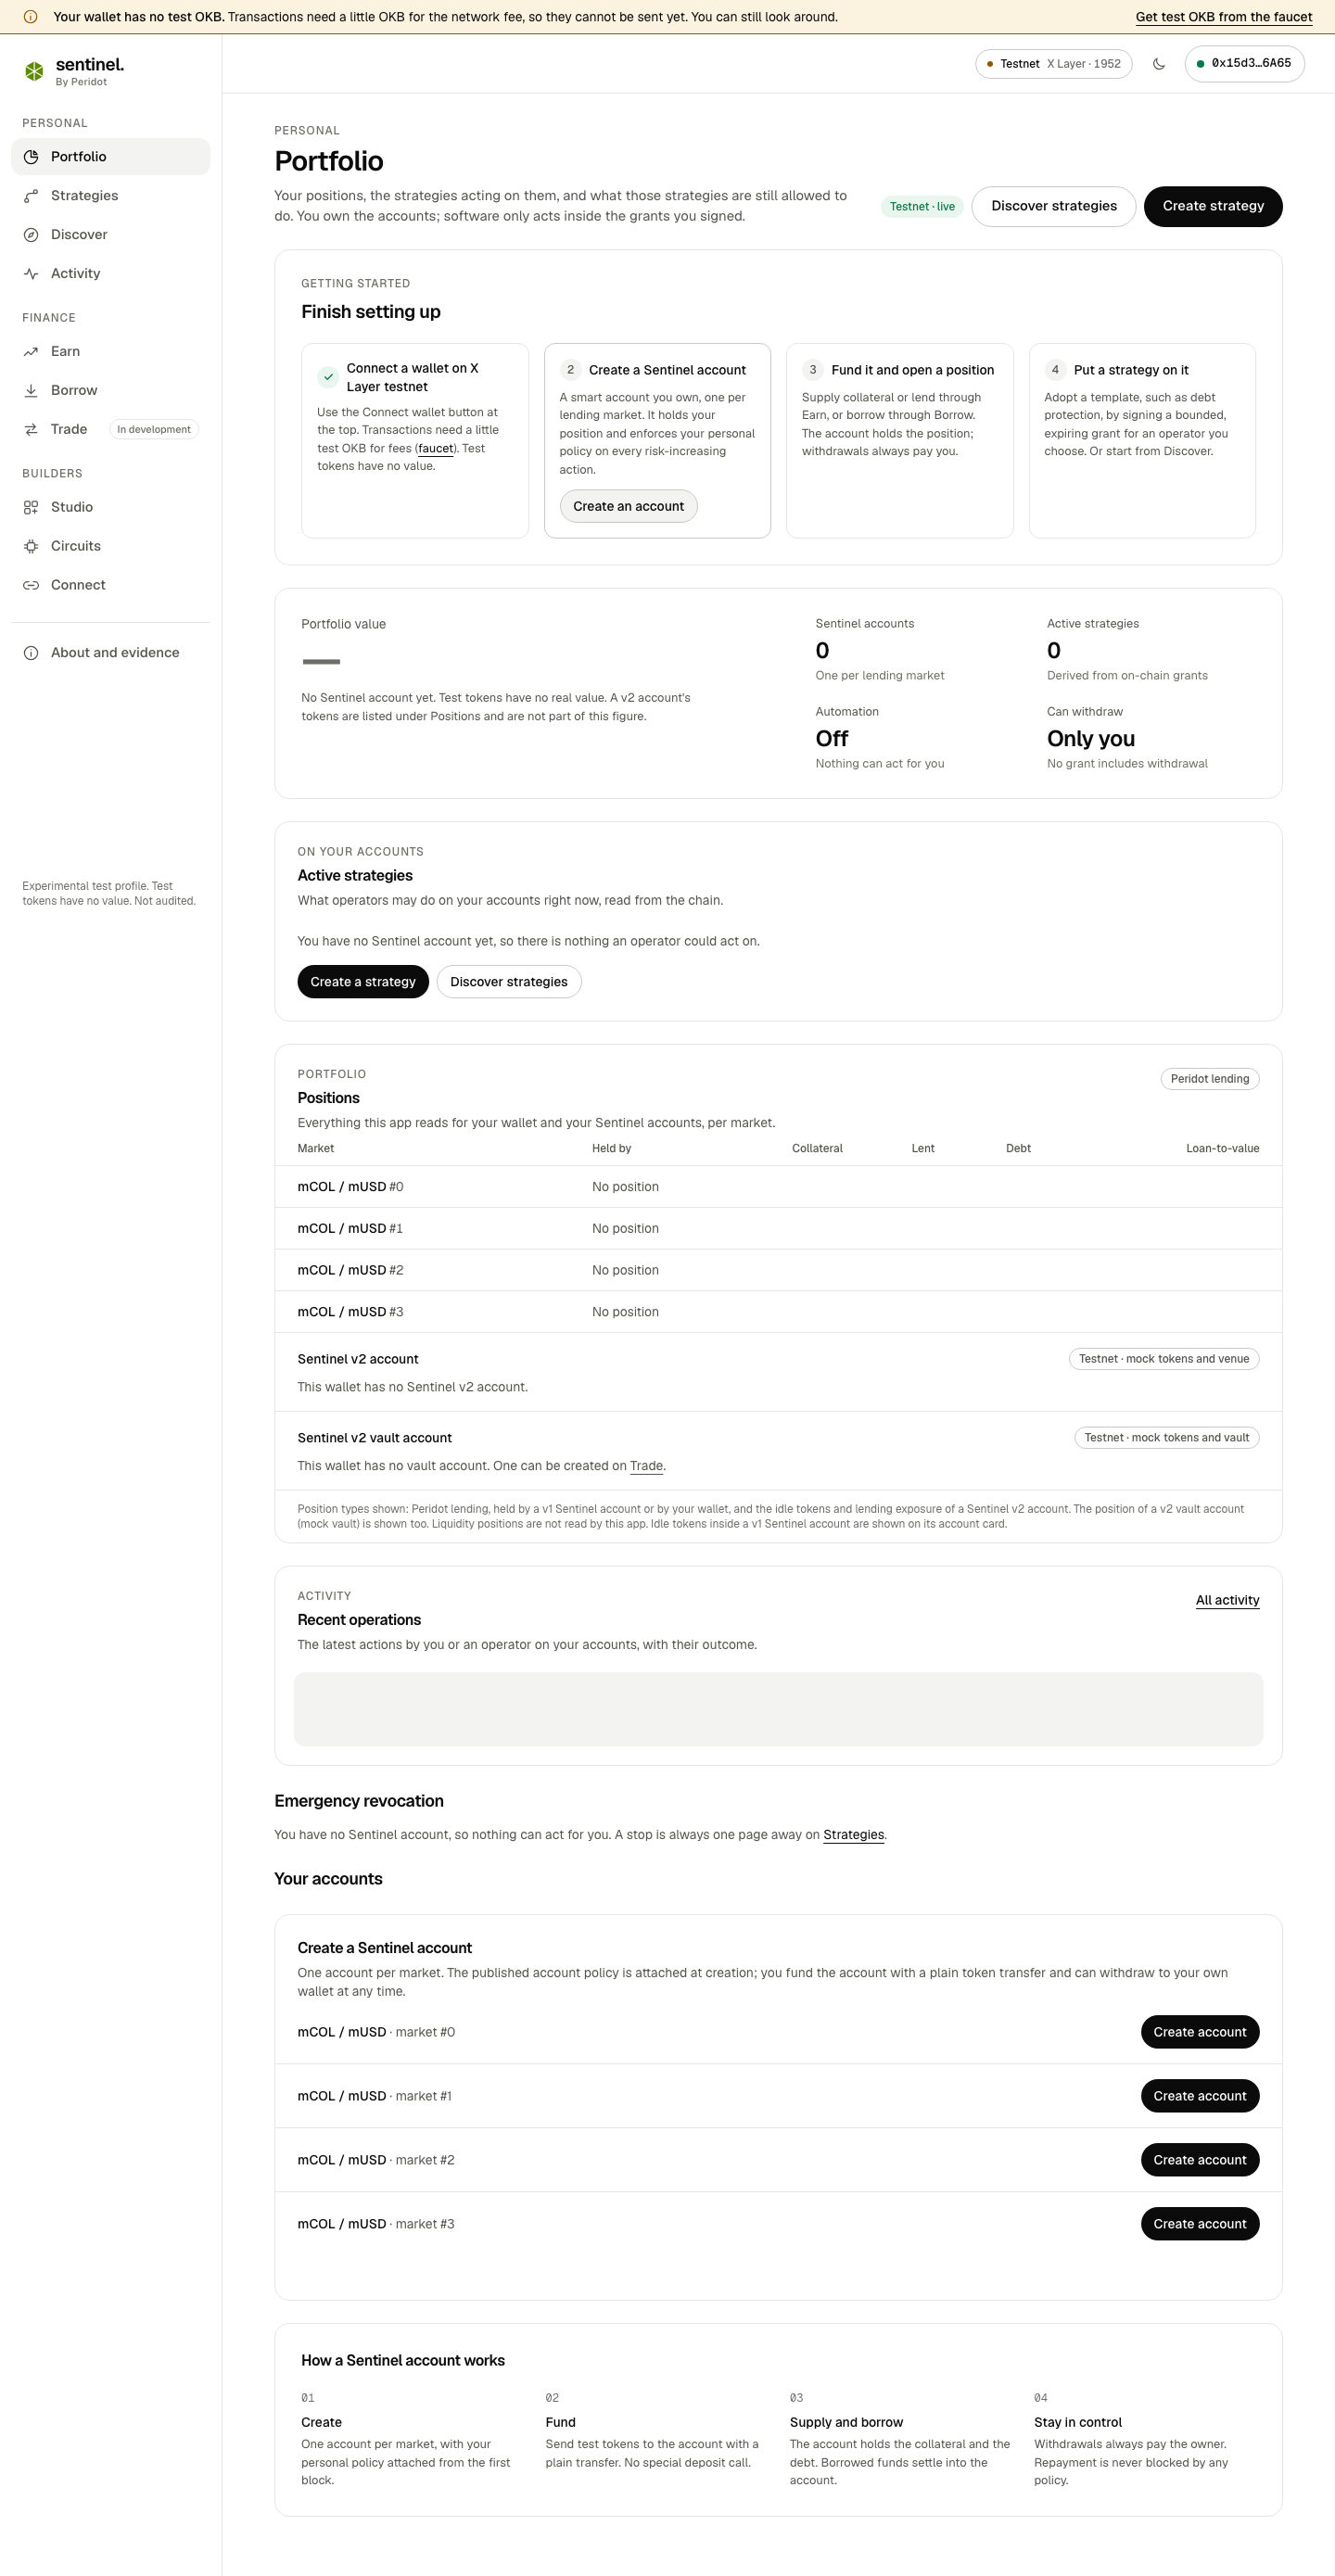 Your wallet has no test OKB. Transactions need a little OKB for the network fee, so they cannot be sent yet. You can still look around.
Get test OKB from the faucet
sentinel.
By Peridot
Testnet X Layer · 1952
0x15d3…6A65
PERSONAL
Portfolio
Strategies
Discover
Activity
FINANCE
Earn
Borrow
Trade
In development
BUILDERS
Studio
Circuits
Connect
About and evidence
Experimental test profile. Test
tokens have no value. Not audited.
PERSONAL
Portfolio
Your positions, the strategies acting on them, and what those strategies are still allowed to
do. You own the accounts; software only acts inside the grants you signed.
Testnet · live
Discover strategies
Create strategy
GETTING STARTED
Finish setting up
Connect a wallet on X
Layer testnet
Use the Connect wallet button at
the top. Transactions need a little
test OKB for fees (faucet). Test
tokens have no value.
2 Create a Sentinel account
A smart account you own, one per
lending market. It holds your
position and enforces your personal
policy on every risk-increasing
action.
Create an account
3 Fund it and open a position
Supply collateral or lend through
Earn, or borrow through Borrow.
The account holds the position;
withdrawals always pay you.
4 Put a strategy on it
Adopt a template, such as debt
protection, by signing a bounded,
expiring grant for an operator you
choose. Or start from Discover.
Portfolio value
—
No Sentinel account yet. Test tokens have no real value. A v2 account's
tokens are listed under Positions and are not part of this figure.
Sentinel accounts
0
One per lending market
Active strategies
0
Derived from on-chain grants
Automation
Off
Nothing can act for you
Can withdraw
Only you
No grant includes withdrawal
ON YOUR ACCOUNTS
Active strategies
What operators may do on your accounts right now, read from the chain.
You have no Sentinel account yet, so there is nothing an operator could act on.
Create a strategy
Discover strategies
PORTFOLIO
Positions
Everything this app reads for your wallet and your Sentinel accounts, per market.
Peridot lending
Market Held by Collateral Lent Debt Loan-to-value
mCOL / mUSD #0 No position
mCOL / mUSD #1 No position
mCOL / mUSD #2 No position
mCOL / mUSD #3 No position
Sentinel v2 account
Testnet · mock tokens and venue
This wallet has no Sentinel v2 account.
Sentinel v2 vault account
Testnet · mock tokens and vault
This wallet has no vault account. One can be created on Trade.
Position types shown: Peridot lending, held by a v1 Sentinel account or by your wallet, and the idle tokens and lending exposure of a Sentinel v2 account. The position of a v2 vault account
(mock vault) is shown too. Liquidity positions are not read by this app. Idle tokens inside a v1 Sentinel account are shown on its account card.
ACTIVITY
Recent operations
The latest actions by you or an operator on your accounts, with their outcome.
All activity
Emergency revocation
You have no Sentinel account, so nothing can act for you. A stop is always one page away on Strategies.
Your accounts
Create a Sentinel account
One account per market. The published account policy is attached at creation; you fund the account with a plain token transfer and can withdraw to your own
wallet at any time.
mCOL / mUSD · market #0 Create account
mCOL / mUSD · market #1 Create account
mCOL / mUSD · market #2 Create account
mCOL / mUSD · market #3 Create account
How a Sentinel account works
01
Create
One account per market, with your
personal policy attached from the first
block.
02
Fund
Send test tokens to the account with a
plain transfer. No special deposit call.
03
Supply and borrow
The account holds the collateral and the
debt. Borrowed funds settle into the
account.
04
Stay in control
Withdrawals always pay the owner.
Repayment is never blocked by any
policy.